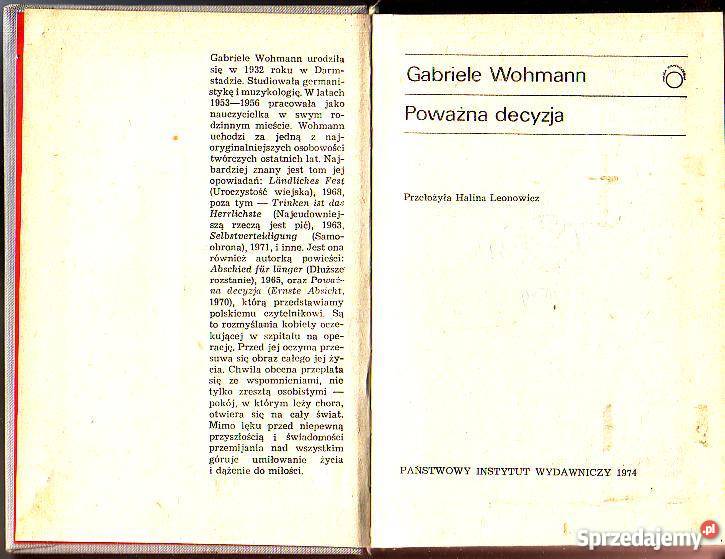 Gabriele Wohmann urodziła
się w 1932 roku w Darm-
stadzie. Studiowała germani-
stykę i muzykologię. W latach
1953—1956 pracowała jako
nauczycielka w swym ro-
dzinnym mieście. Wohmann
uchodzi za jedną z naj-
oryginalniejszych osobowości
twórczych ostatnich lat. Naj-
bardziej znany jest tom jej
opowiadań: Ländliches Fest
(Uroczystość wiejska), 1968,
poza tym — Trinken ist das
Herrlichste (Najcudowniej-
szą rzeczą jest pić), 1963,
Selbstverteidigung (Samo-
obrona), 1971, i inne. Jest ona
również autorką powieści:
Abschied für länger (Dłuższe
rozstanie), 1965, oraz Poważ-
na decyzja (Ernste Absicht,
1970), którą przedstawiamy
polskiemu czytelnikowi. Są
to rozmyślania kobiety ocze-
kującej w szpitalu na ope-
rację. Przed jej oczyma prze-
suwa się obraz całego jej ży-
cia. Chwila obecna przeplata
się ze wspomnieniami, nie
tylko zresztą osobistymi —
pokój, w którym leży chora,
otwiera się na cały świat.
Mimo lęku przed niepewną
przyszłością i świadomości
przemijania nad wszystkim
góruje umiłowanie życia
i dążenie do miłości.
Gabriele Wohmann
Poważna decyzja
Przełożyła Halina Leonowicz
PAŃSTWOWY INSTYTUT WYDAWNICZY 1974
Sprzedajemy.pl